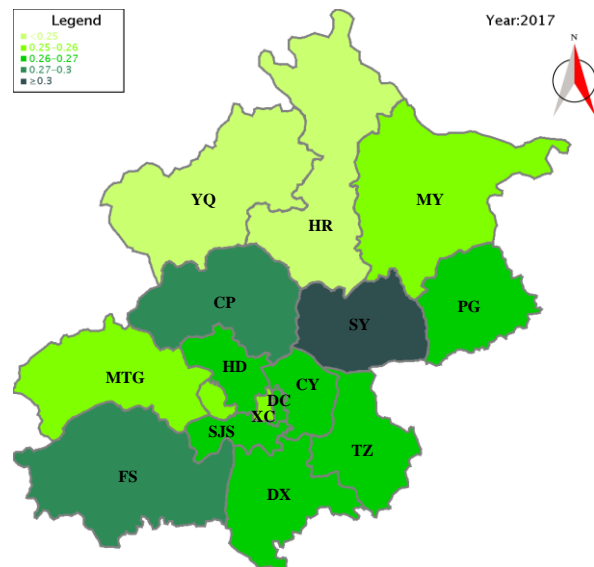 Legend
<0.25
0.25-0.26
0.26-0.27
0.27-0.3
≥0.3
Year:2017
N
YQ
HR
MY
CP
SY
PG
MTG
HD
CY
DC
XC
SJS
TZ
FS
DX